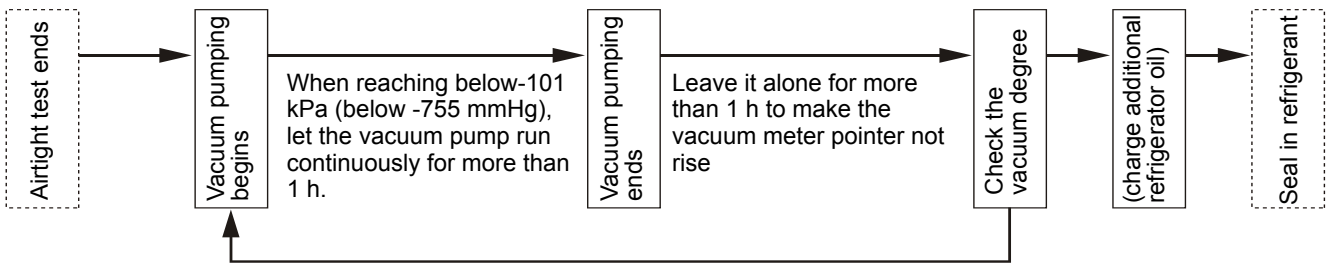 Airtight test ends
Vacuum pumping
begins
When reaching below-101
kPa (below -755 mmHg),
let the vacuum pump run
continuously for more than
1 h.
Vacuum pumping
ends
Leave it alone for more
than 1 h to make the
vacuum meter pointer not
rise
Check the
vacuum degree
(charge additional
refrigerator oil)
Seal in refrigerant